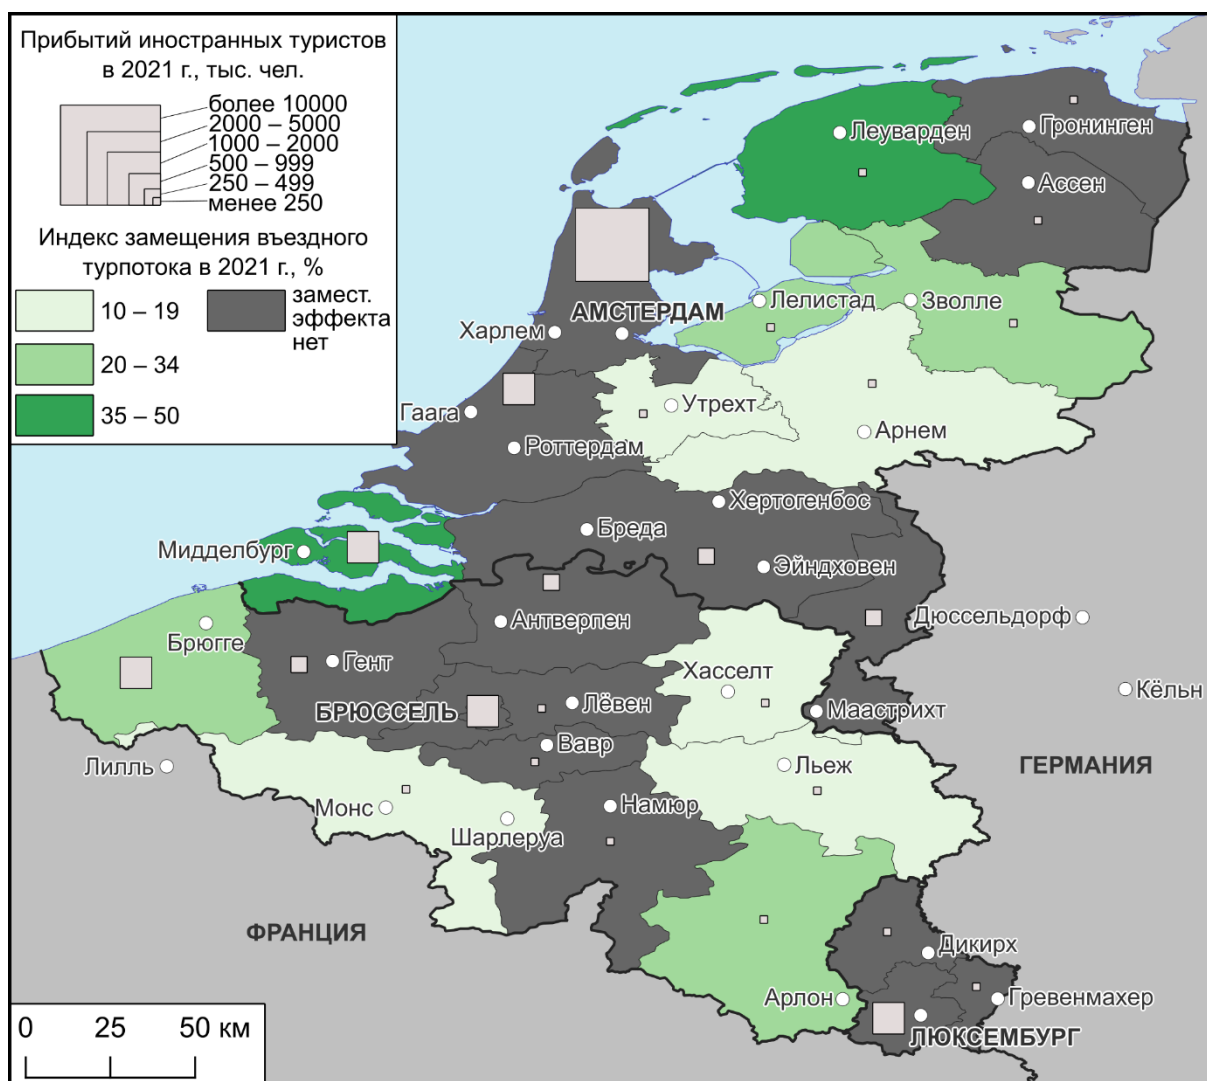 Прибытий иностранных туристов
в 2021 г., тыс. чел.
более 10000
2000 – 5000
1000 – 2000
500 – 999
250 – 499
менее 250
Индекс замещения въездного
турпотока в 2021 г., %
10 – 19
замест.
эффекта
нет
20 – 34
35 – 50
Леуварден
Гронинген
Ассен
Лелистад
Зволле
АМСТЕРДАМ
Харлем
Утрехт
Гаага
Арнем
Роттердам
Хертогенбос
Бреда
Мидделбург
Эйндховен
Антверпен
Дюссельдорф
Брюгге
Гент
Хасселт
Кёльн
БРЮССЕЛЬ
Лёвен
Маастрихт
Вавр
Лилль
Льеж
ГЕРМАНИЯ
Монс
Намюр
Шарлеруа
ФРАНЦИЯ
Дикирх
Арлон
Гревенмахер
ЛЮКСЕМБУРГ
0 25 50 км